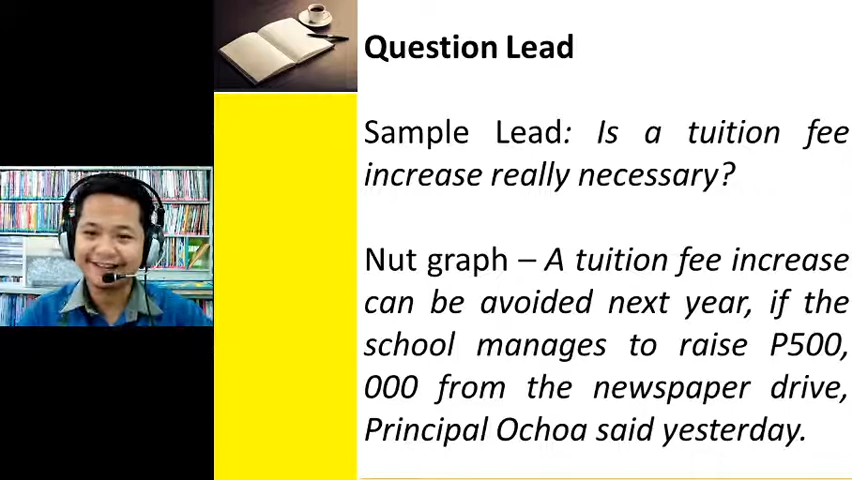 Question Lead
Sample Lead: Is a tuition fee
increase really necessary?
Nut graph – A tuition fee increase
can be avoided next year, if the
school manages to raise P500,
000 from the newspaper drive,
Principal Ochoa said yesterday.